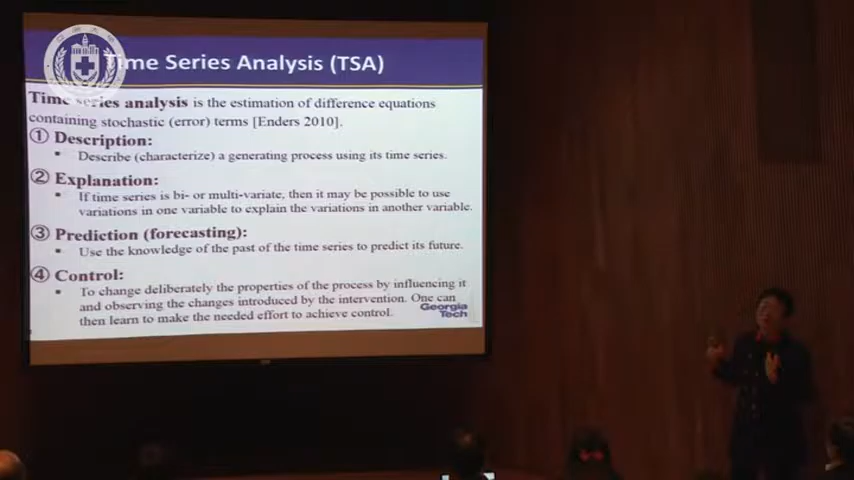 Time Series Analysis (TSA)
Time series analysis is the estimation of difference equations
containing stochastic (error) terms [Enders 2010].
① Description:
▪ Describe (characterize) a generating process using its time series.
② Explanation:
▪ If time series is bi- or multi-variate, then it may be possible to use
variations in one variable to explain the variations in another variable.
③ Prediction (forecasting):
▪ Use the knowledge of the past of the time series to predict its future.
④ Control:
▪ To change deliberately the properties of the process by influencing it
and observing the changes introduced by the intervention. One can
then learn to make the needed effort to achieve control.
Georgia
Tech